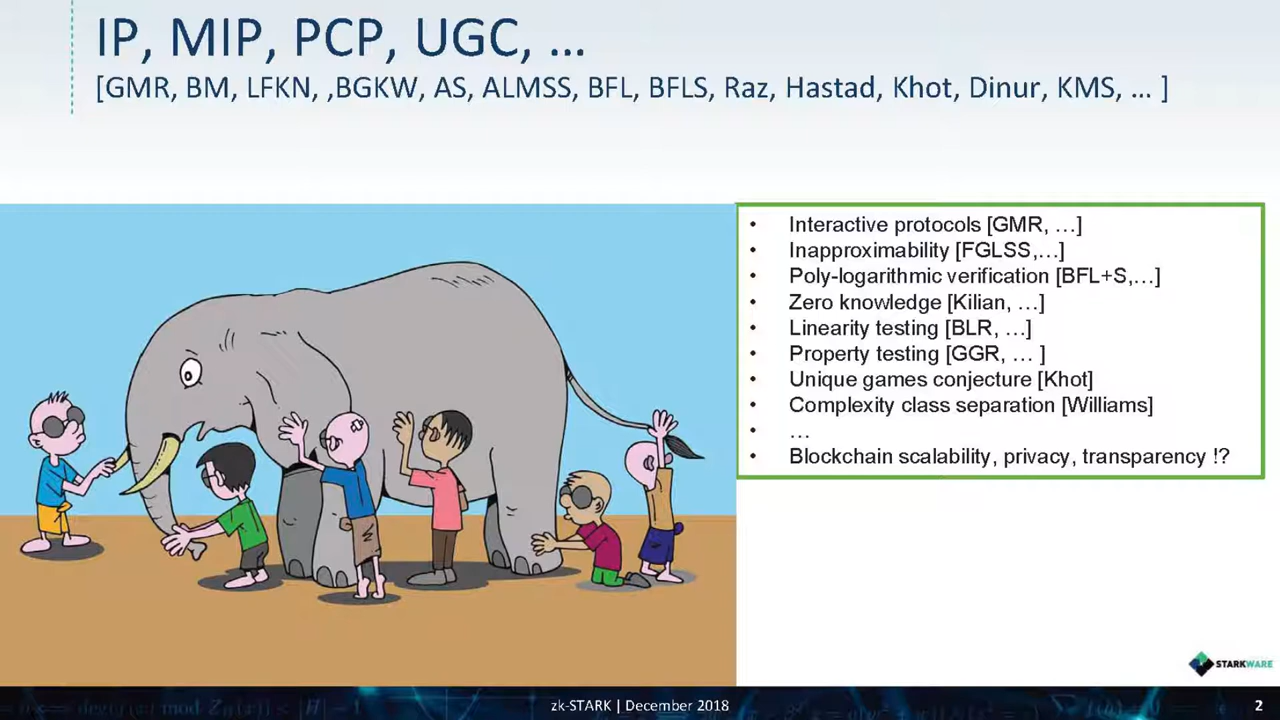 IP, MIP, PCP, UGC, ...
[GMR, BM, LFKN, ,BGKW, AS, ALMSS, BFL, BFLS, Raz, Hastad, Khot, Dinur, KMS, ... ]
• Interactive protocols [GMR, …]
• Inapproximability [FGLSS,…]
• Poly-logarithmic verification [BFL+S,…]
• Zero knowledge [Kilian, …]
• Linearity testing [BLR, …]
• Property testing [GGR, … ]
• Unique games conjecture [Khot]
• Complexity class separation [Williams]
• …
• Blockchain scalability, privacy, transparency !?
STARKWARE
zk-STARK | December 2018
2